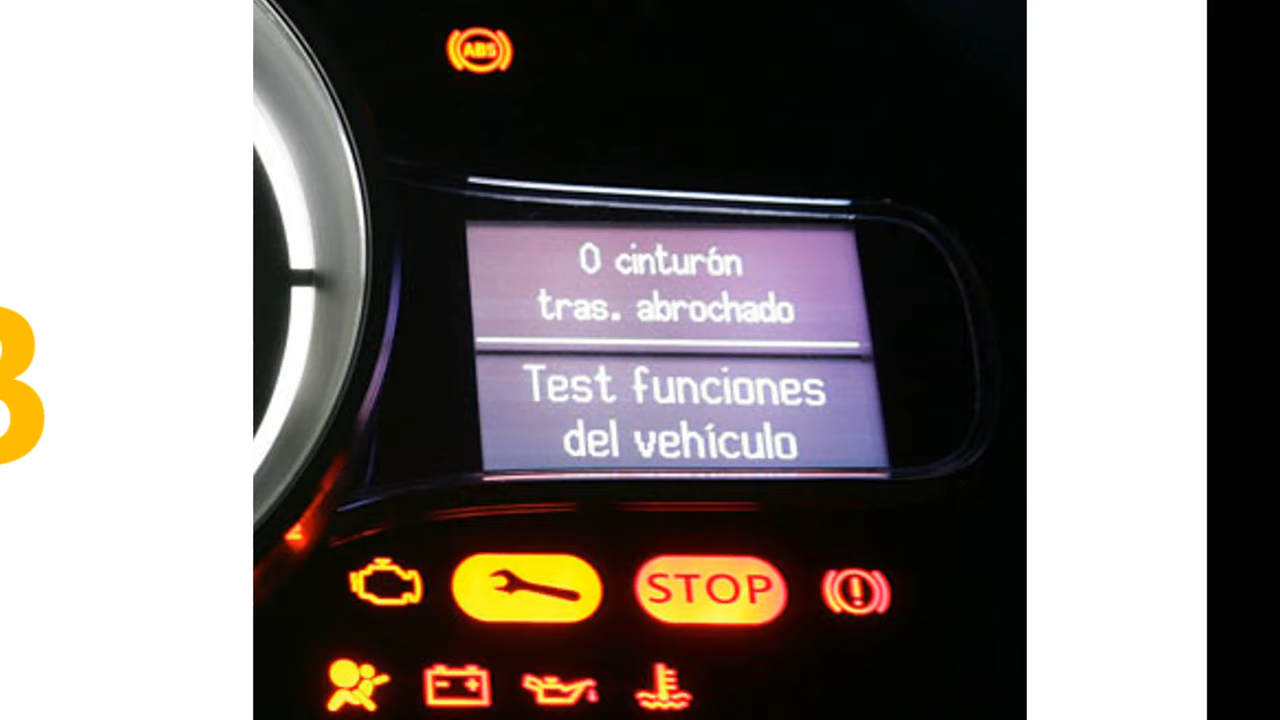 ABS
0 cinturón
tras. abrochado
Test funciones
del vehículo
STOP